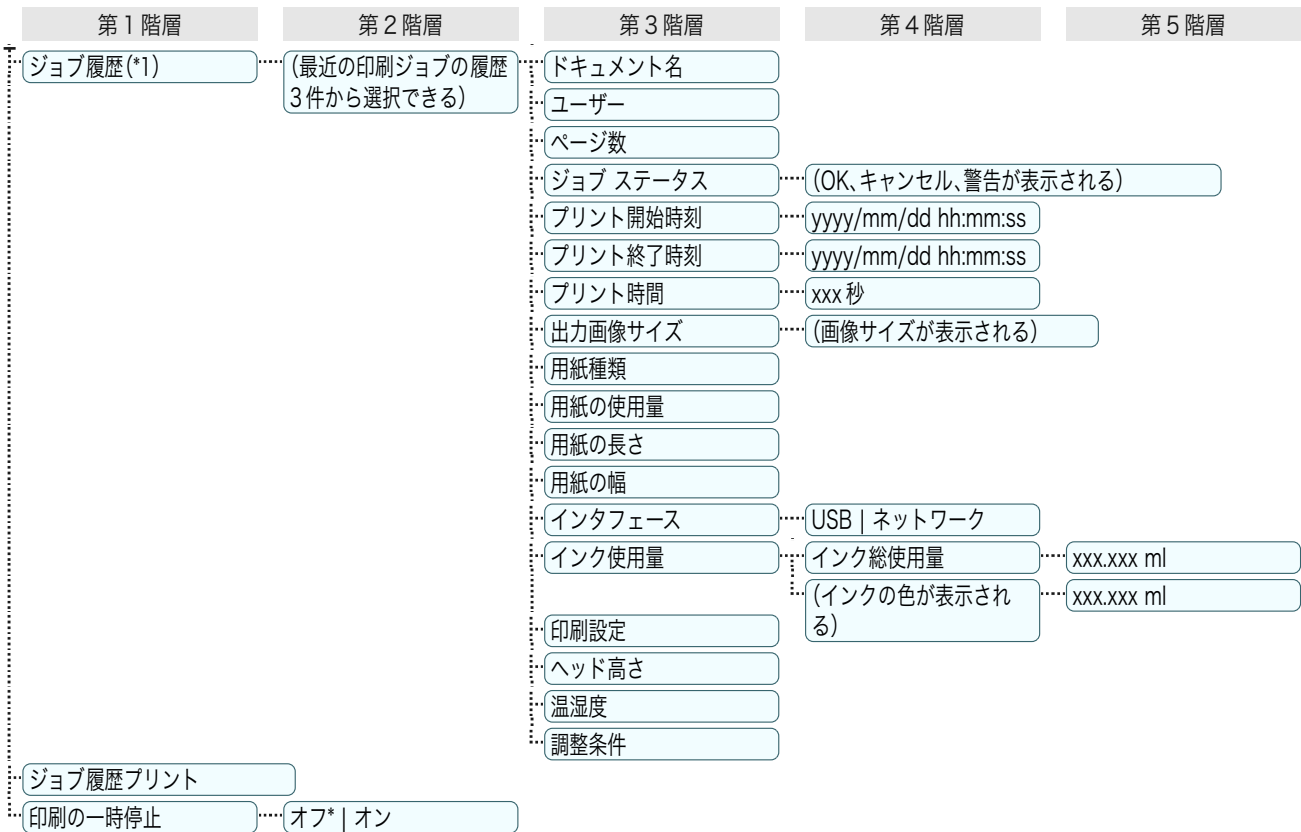 第1階層 第2階層 第3階層 第4階層 第5階層
ジョブ履歴(*1) (最近の印刷ジョブの履歴 ドキュメント名
3件から選択できる)
ユーザー
ページ数
ジョブ ステータス (OK、キャンセル、警告が表示される)
プリント開始時刻 yyyy/mm/dd hh:mm:ss
プリント終了時刻 yyyy/mm/dd hh:mm:ss
プリント時間 xxx 秒
出力画像サイズ (画像サイズが表示される)
用紙種類
用紙の使用量
用紙の長さ
用紙の幅
インタフェース USB | ネットワーク
インク使用量 インク総使用量 xxx.xxx ml
(インクの色が表示され xxx.xxx ml
る)
印刷設定
ヘッド高さ
温湿度
調整条件
ジョブ履歴プリント
印刷の一時停止 オフ* | オン